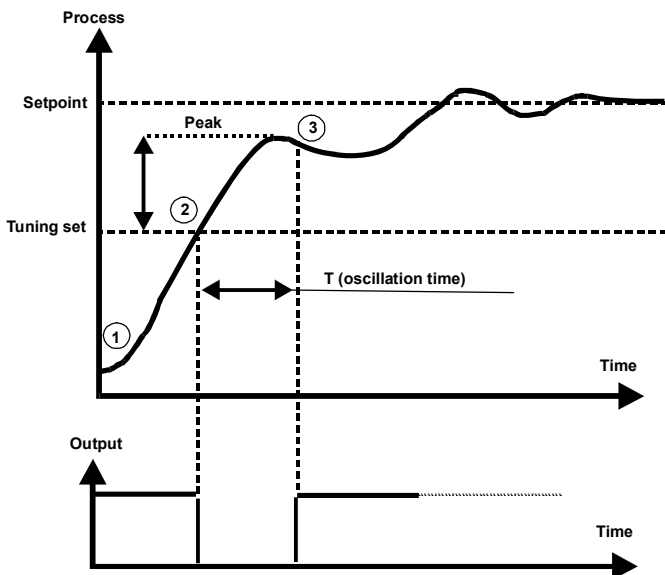 Process
Setpoint
Peak
3
2
Tuning set
T (oscillation time)
1
Time
Output
Time